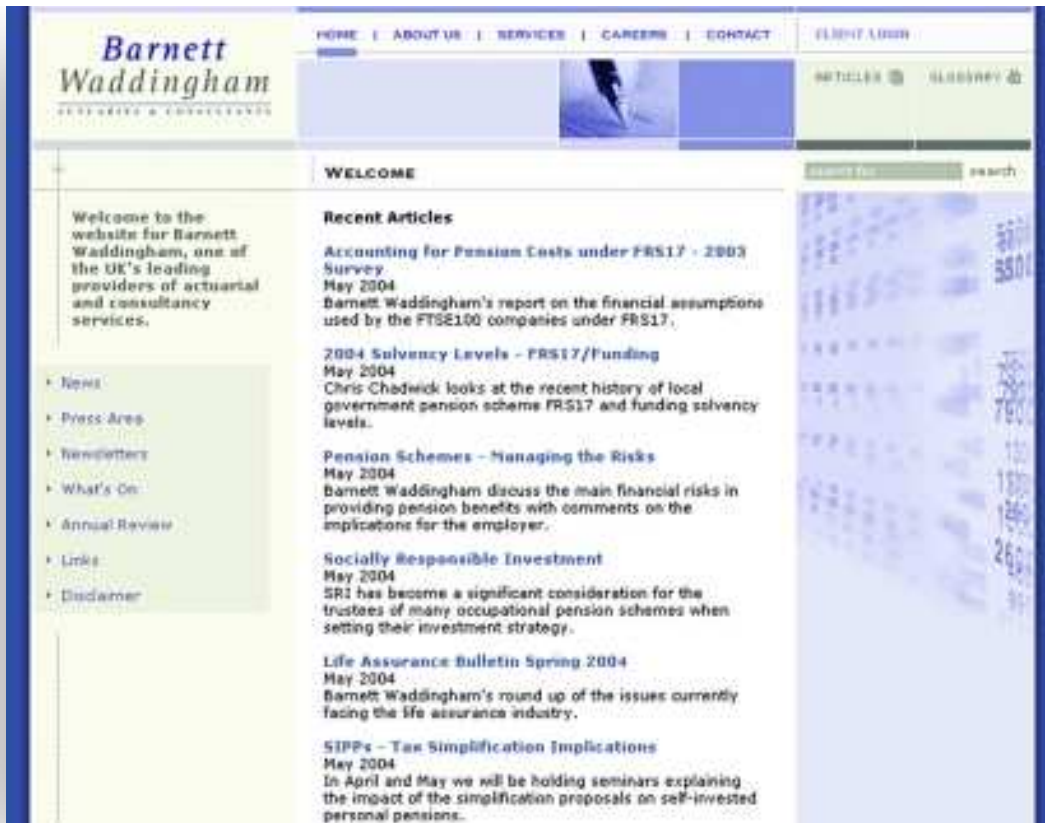 Barnett
Waddingham
ACTUARIES & CONSULTANTS
HOME | ABOUT US | SERVICES | CAREERS | CONTACT
CLIENT LOGIN
ARTICLES
GLOSSARY
WELCOME
search for
search
Welcome to the
website for Barnett
Waddingham, one of
the UK's leading
providers of actuarial
and consultancy
services.
News
Press Area
Newsletters
What's On
Annual Review
Links
Disclaimer
Recent Articles
Accounting for Pension Costs under FRS17 - 2003
Survey
May 2004
Barnett Waddingham's report on the financial assumptions
used by the FTSE100 companies under FRS17.
2004 Solvency Levels - FRS17/Funding
May 2004
Chris Chadwick looks at the recent history of local
government pension scheme FRS17 and funding solvency
levels.
Pension Schemes - Managing the Risks
May 2004
Barnett Waddingham discuss the main financial risks in
providing pension benefits with comments on the
implications for the employer.
Socially Responsible Investment
May 2004
SRI has become a significant consideration for the
trustees of many occupational pension schemes when
setting their investment strategy.
Life Assurance Bulletin Spring 2004
May 2004
Barnett Waddingham's round up of the issues currently
facing the life assurance industry.
SIPPs - Tax Simplification Implications
May 2004
In April and May we will be holding seminars explaining
the impact of the simplification proposals on self-invested
personal pensions.